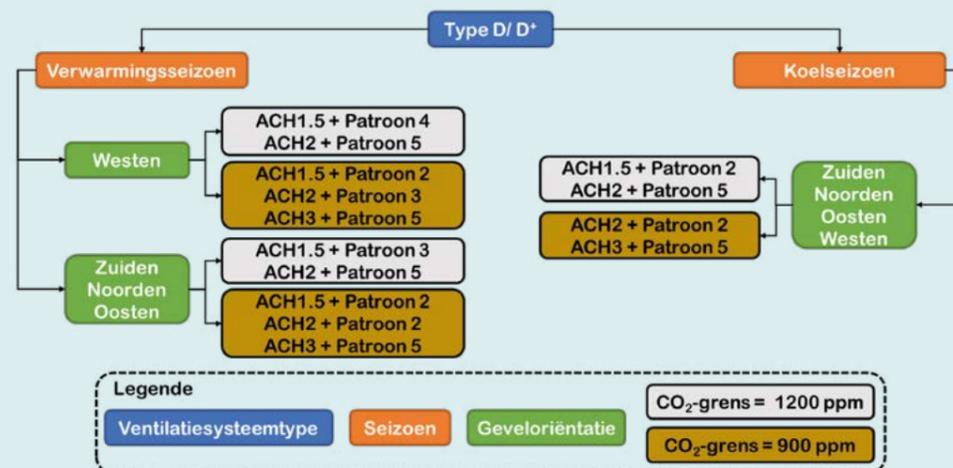 Type D/ D⁺
Verwarmingsseizoen
Koelseizoen
Westen
ACH1.5 + Patroon 4
ACH2 + Patroon 5
ACH1.5 + Patroon 2
ACH2 + Patroon 3
ACH3 + Patroon 5
Zuiden
Noorden
Oosten
ACH1.5 + Patroon 3
ACH2 + Patroon 5
ACH1.5 + Patroon 2
ACH2 + Patroon 2
ACH3 + Patroon 5
ACH1.5 + Patroon 2
ACH2 + Patroon 5
ACH2 + Patroon 2
ACH3 + Patroon 5
Zuiden
Noorden
Oosten
Westen
Legende
Ventilatiesysteemtype
Seizoen
Geveloriëntatie
CO₂-grens = 1200 ppm
CO₂-grens = 900 ppm